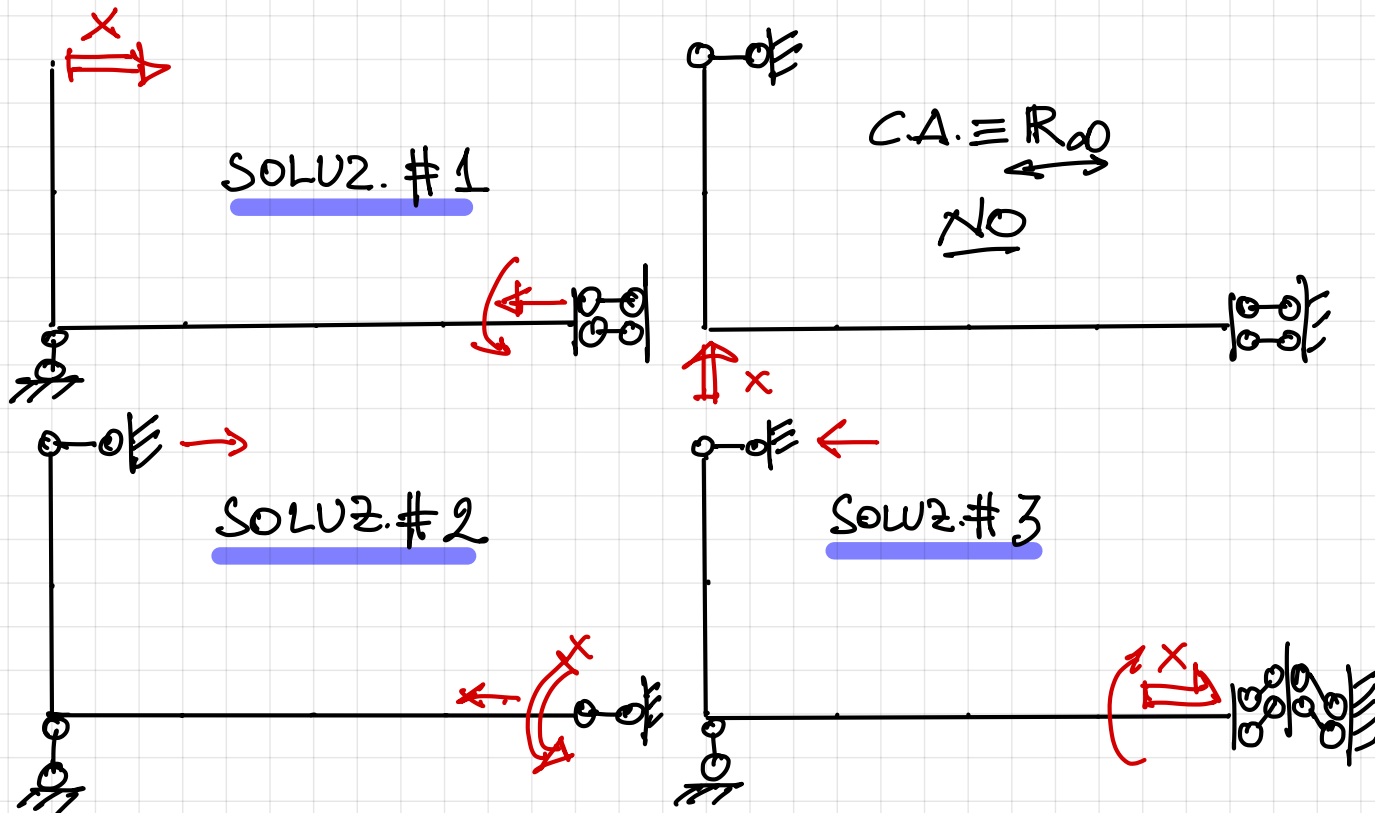 X
SOLUZ. #1
C.A. ≡ ℝ∞
NO
X
SOLUZ. #2
X
SOLUZ. #3
X